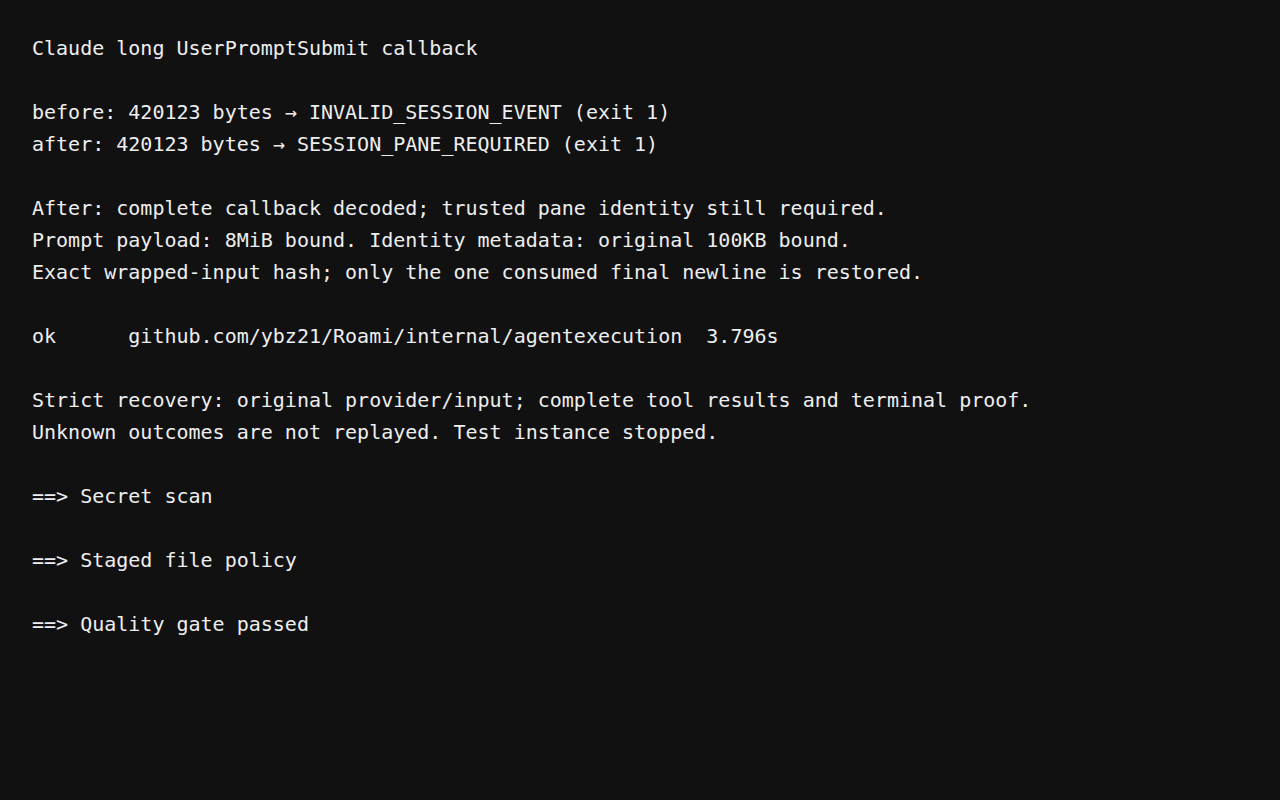 Claude long UserPromptSubmit callback
before: 420123 bytes → INVALID_SESSION_EVENT (exit 1)
after: 420123 bytes → SESSION_PANE_REQUIRED (exit 1)
After: complete callback decoded; trusted pane identity still required.
Prompt payload: 8MiB bound. Identity metadata: original 100KB bound.
Exact wrapped-input hash; only the one consumed final newline is restored.
ok      github.com/ybz21/Roami/internal/agentexecution  3.796s
Strict recovery: original provider/input; complete tool results and terminal proof.
Unknown outcomes are not replayed. Test instance stopped.
==> Secret scan
==> Staged file policy
==> Quality gate passed